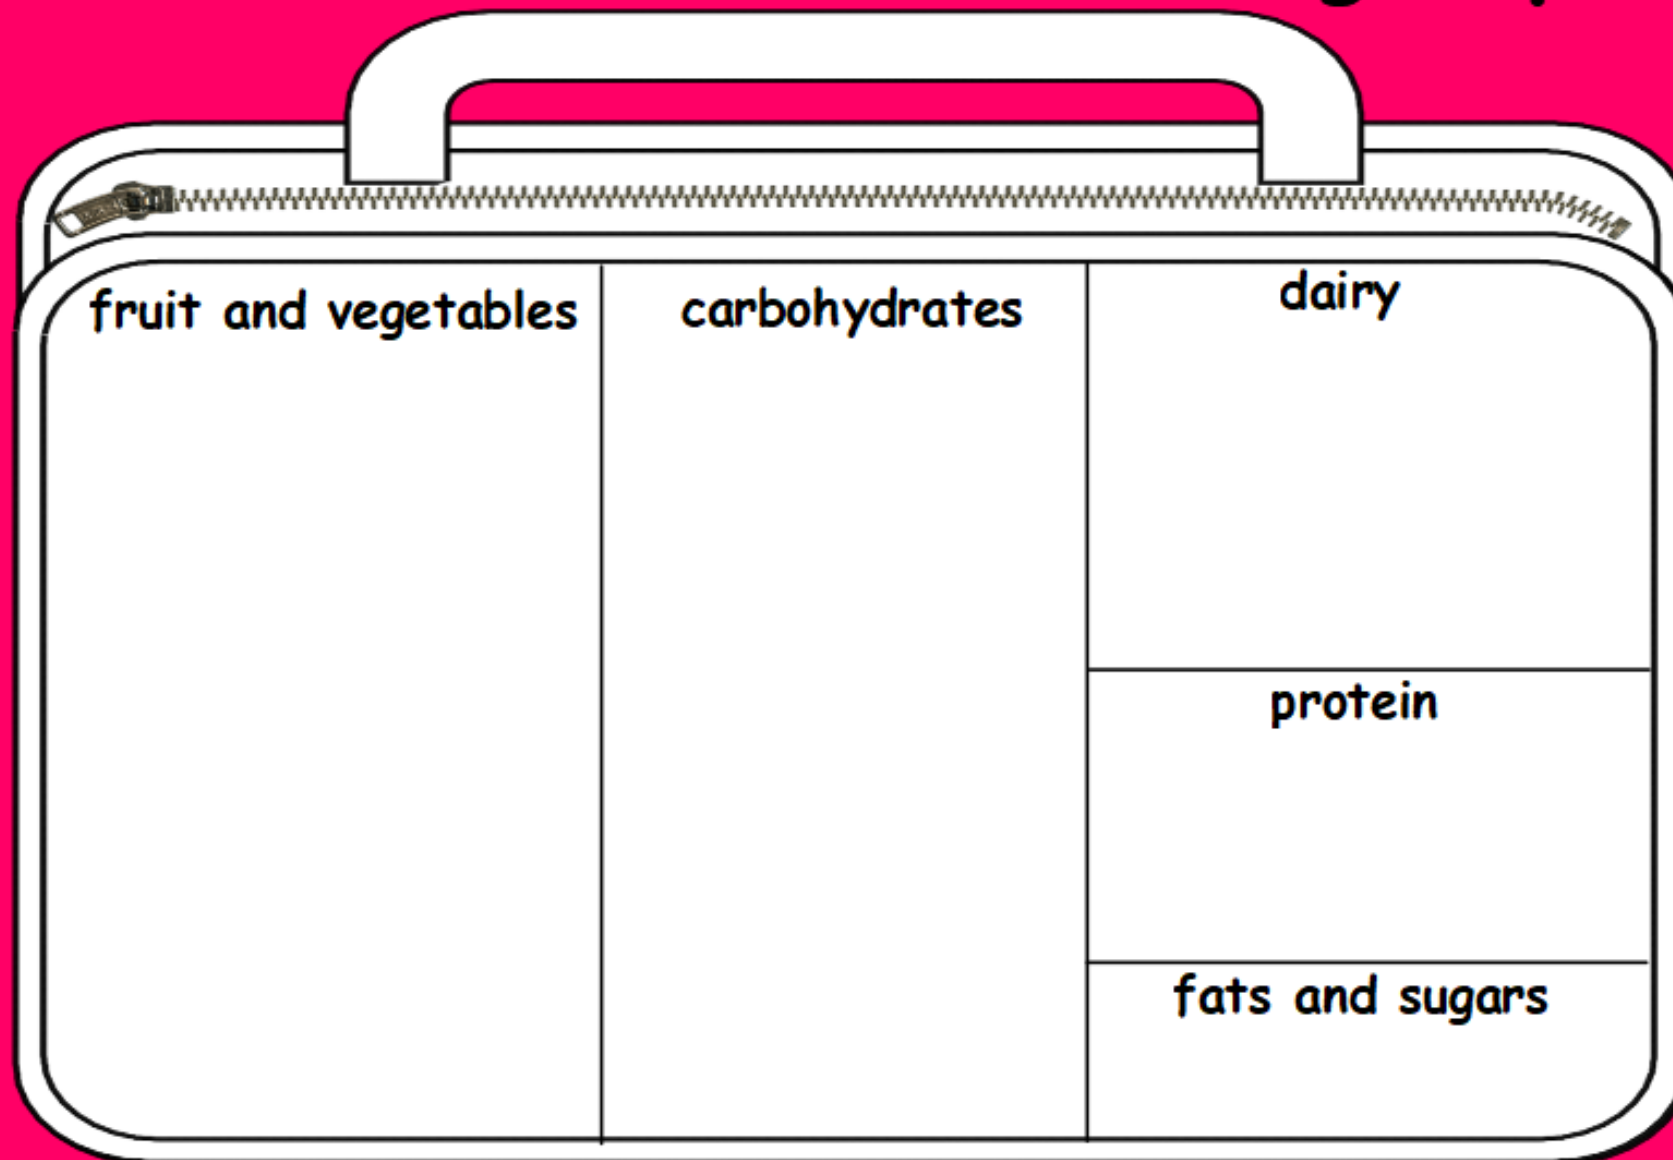 fruit and vegetables
carbohydrates
dairy
protein
fats and sugars